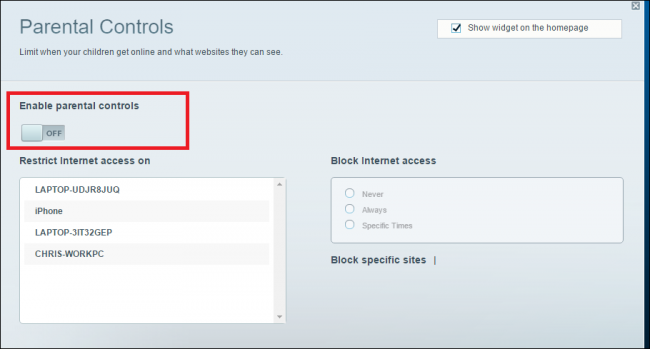 Parental Controls
Show widget on the homepage
Limit when your children get online and what websites they can see.
Enable parental controls
OFF
Restrict Internet access on
LAPTOP-UDJR8JUQ
iPhone
LAPTOP-3IT32GEP
CHRIS-WORKPC
Block Internet access
Never
Always
Specific Times
Block specific sites |